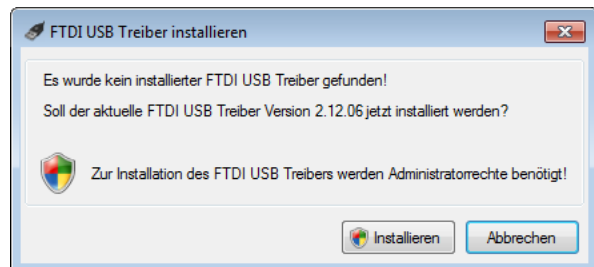 FTDI USB Treiber installieren
Es wurde kein installierter FTDI USB Treiber gefunden!
Soll der aktuelle FTDI USB Treiber Version 2.12.06 jetzt installiert werden?
Zur Installation des FTDI USB Treibers werden Administratorrechte benötigt!
Installieren Abbrechen